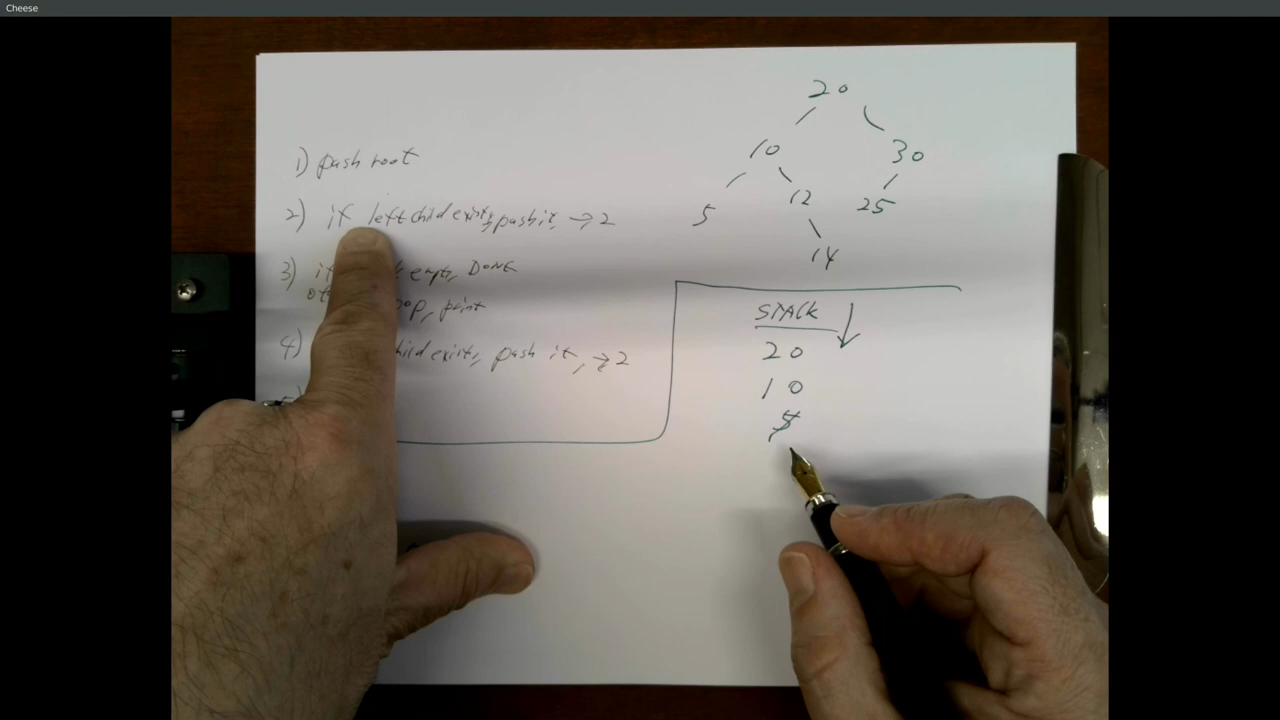 Cheese
1) push root
2) if left child exists, push it, → 2
3) if empty, DONE
pop, print
4) child exists, push it, → 2
20
10 30
5 12 25
14
STACK ↓
20
10
5